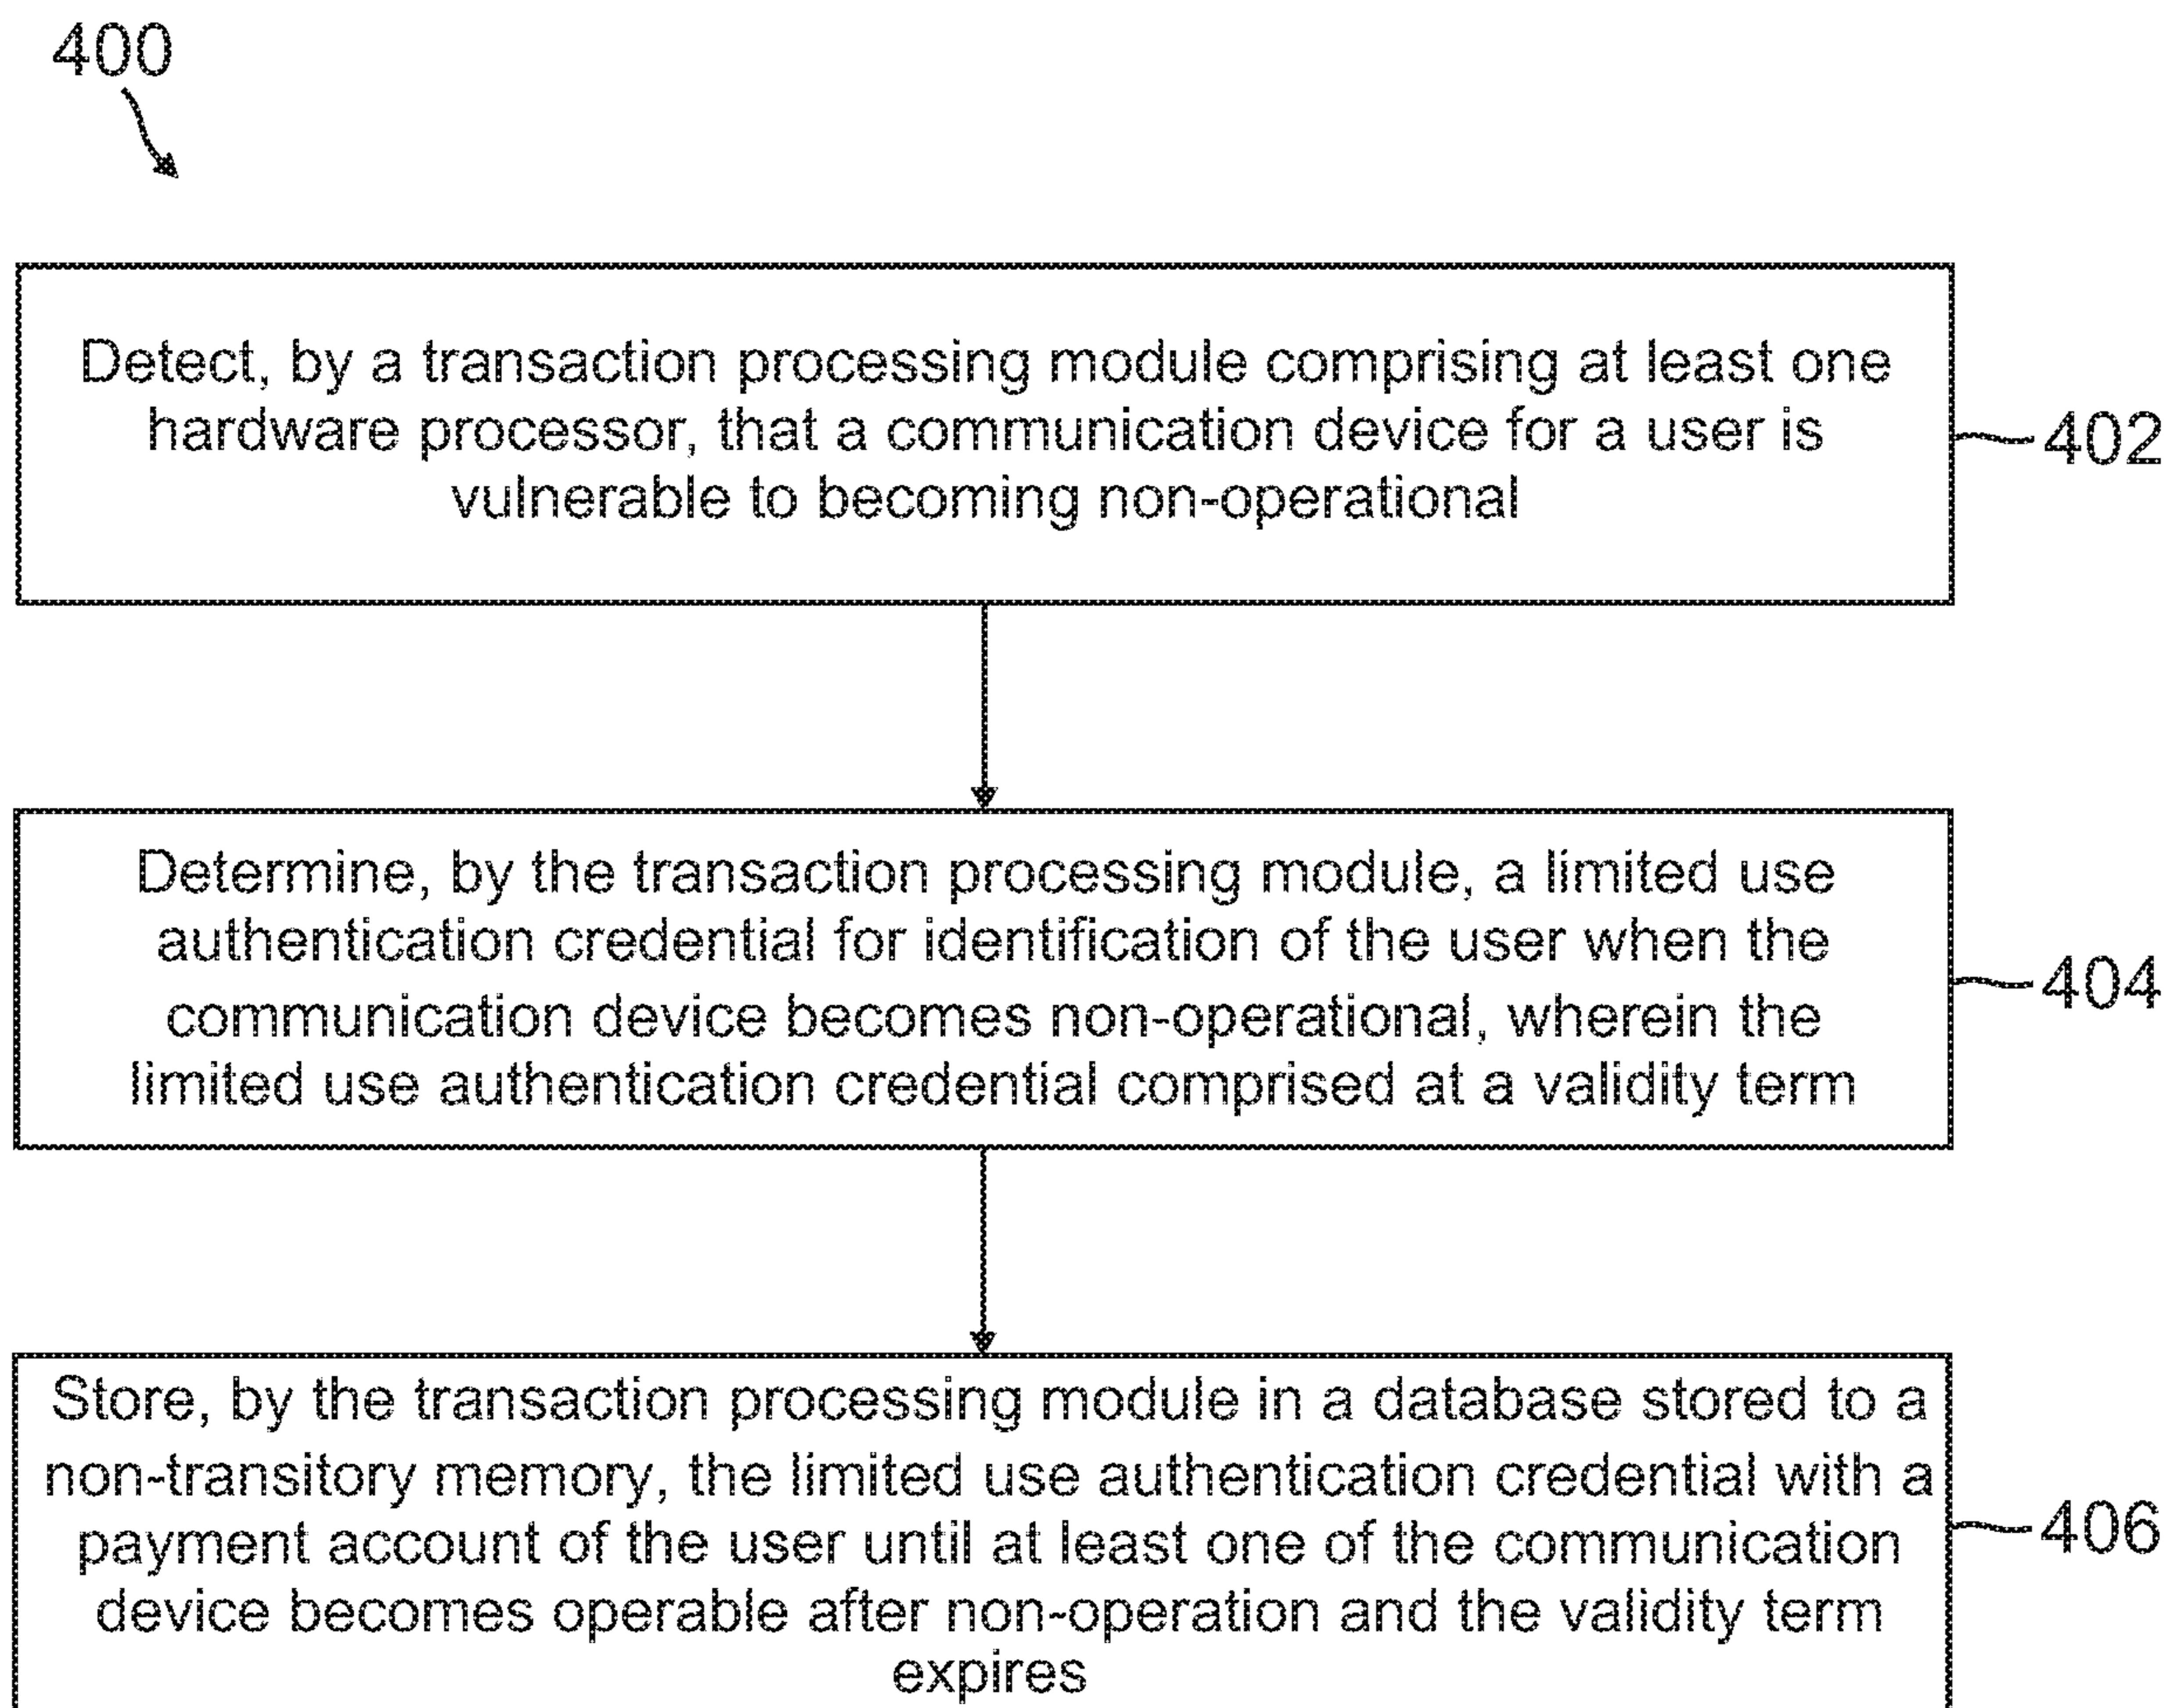 400
Detect, by a transaction processing module comprising at least one
hardware processor, that a communication device for a user is
vulnerable to becoming non-operational
402
Determine, by the transaction processing module, a limited use
authentication credential for identification of the user when the
communication device becomes non-operational, wherein the
limited use authentication credential comprised at a validity term
404
Store, by the transaction processing module in a database stored to a
non-transitory memory, the limited use authentication credential with a
payment account of the user until at least one of the communication
device becomes operable after non-operation and the validity term
expires
406